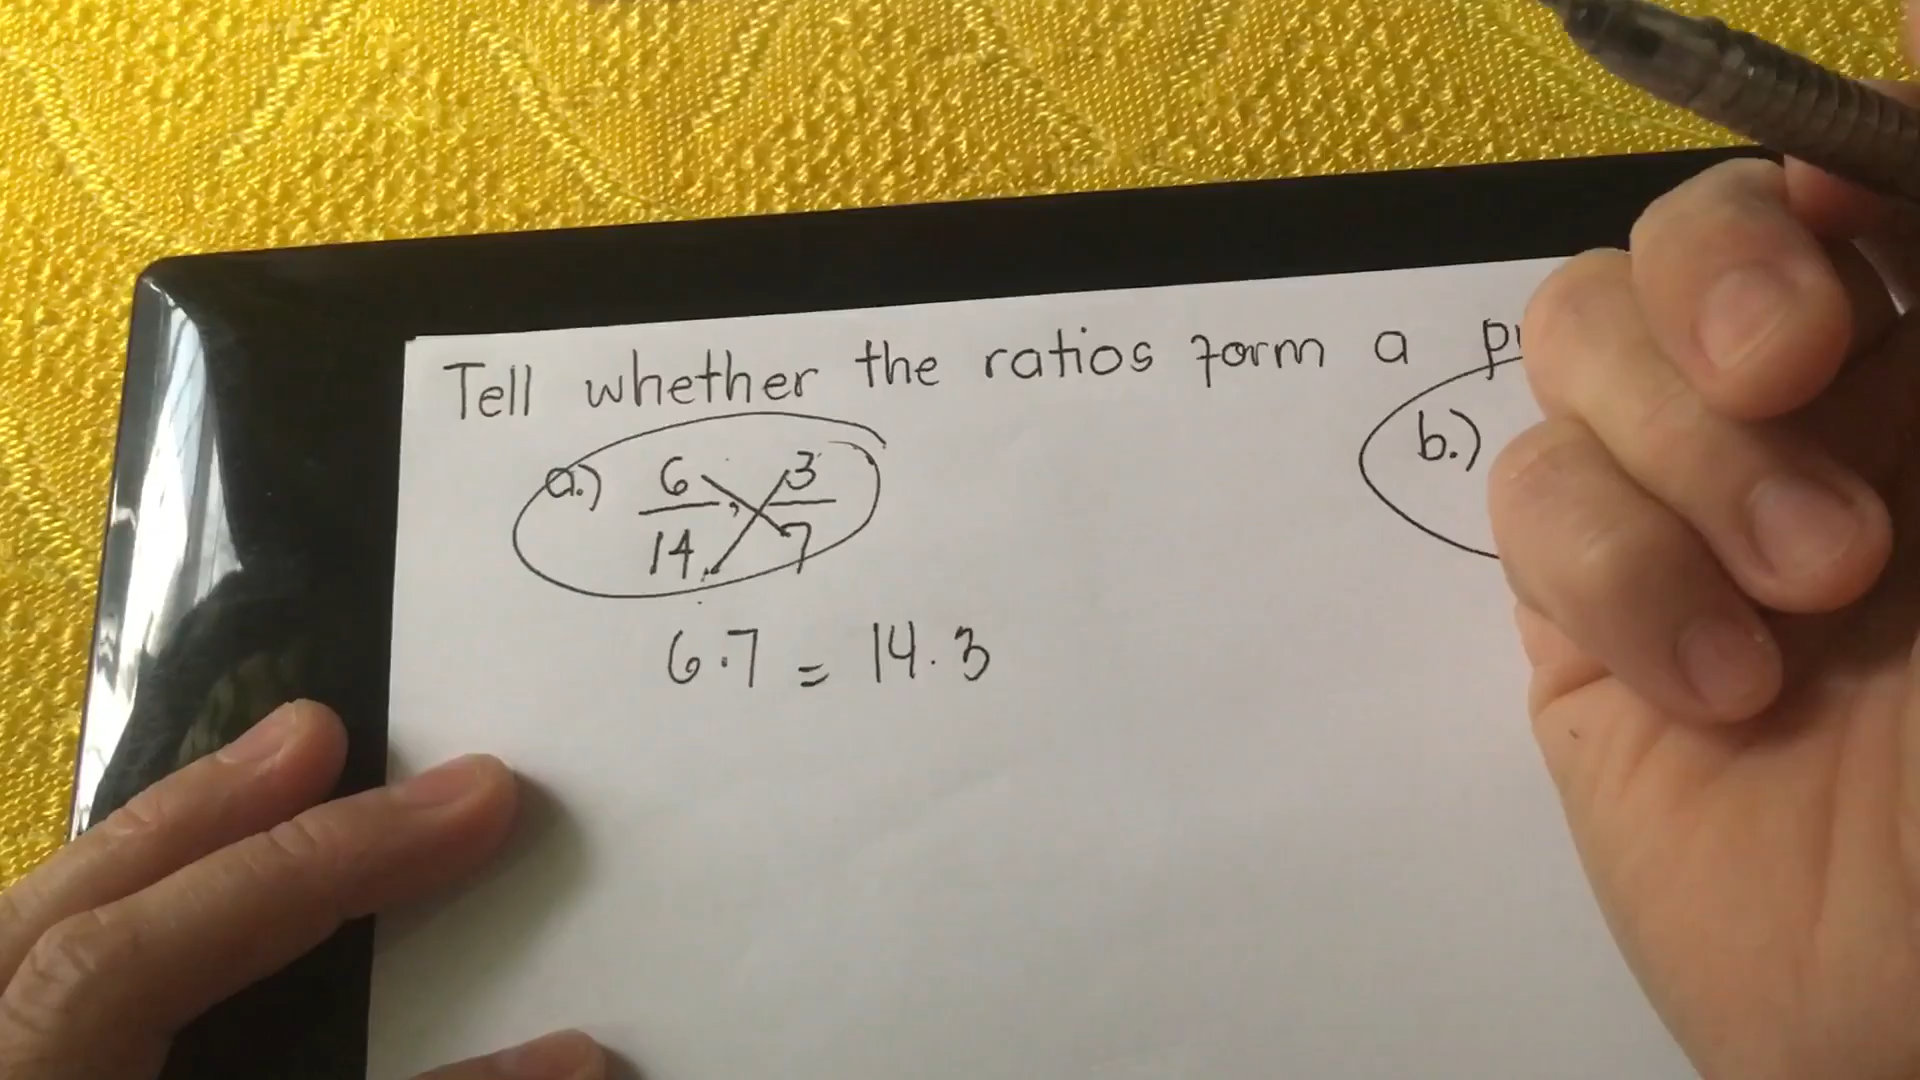 Tell whether the ratios form a
a.) 6/14 , 3/7
b.)
6.7 = 14.3